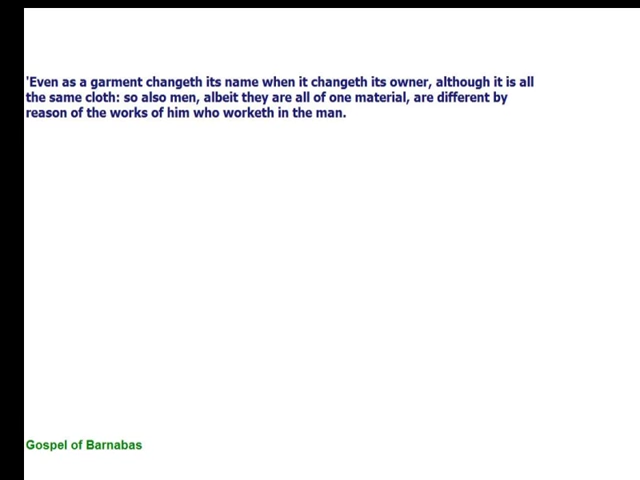 'Even as a garment changeth its name when it changeth its owner, although it is all
the same cloth: so also men, albeit they are all of one material, are different by
reason of the works of him who worketh in the man.
Gospel of Barnabas